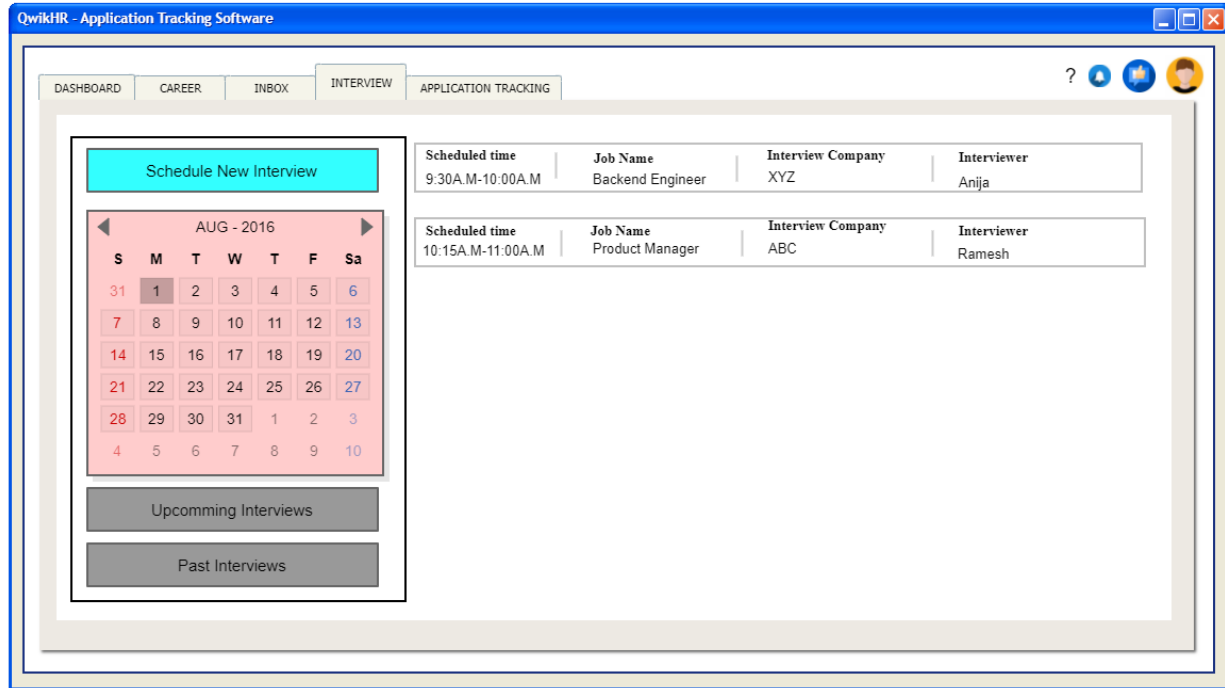 QwikHR - Application Tracking Software
DASHBOARD CAREER INBOX INTERVIEW APPLICATION TRACKING ?
Schedule New Interview
AUG - 2016
S M T W T F Sa
31 1 2 3 4 5 6
7 8 9 10 11 12 13
14 15 16 17 18 19 20
21 22 23 24 25 26 27
28 29 30 31 1 2 3
4 5 6 7 8 9 10
Upcomming Interviews
Past Interviews
Scheduled time Job Name Interview Company Interviewer
9:30A.M-10:00A.M Backend Engineer XYZ Anija
Scheduled time Job Name Interview Company Interviewer
10:15A.M-11:00A.M Product Manager ABC Ramesh